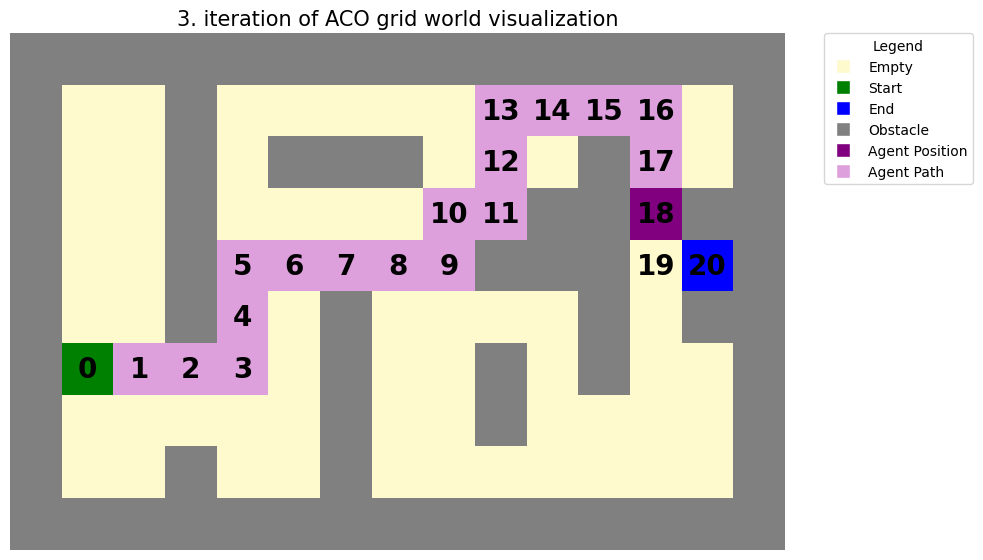 3. iteration of ACO grid world visualization
Legend
Empty
Start
End
Obstacle
Agent Position
Agent Path
13 14 15 16
12 17
10 11 18
5 6 7 8 9 19 20
4
0 1 2 3